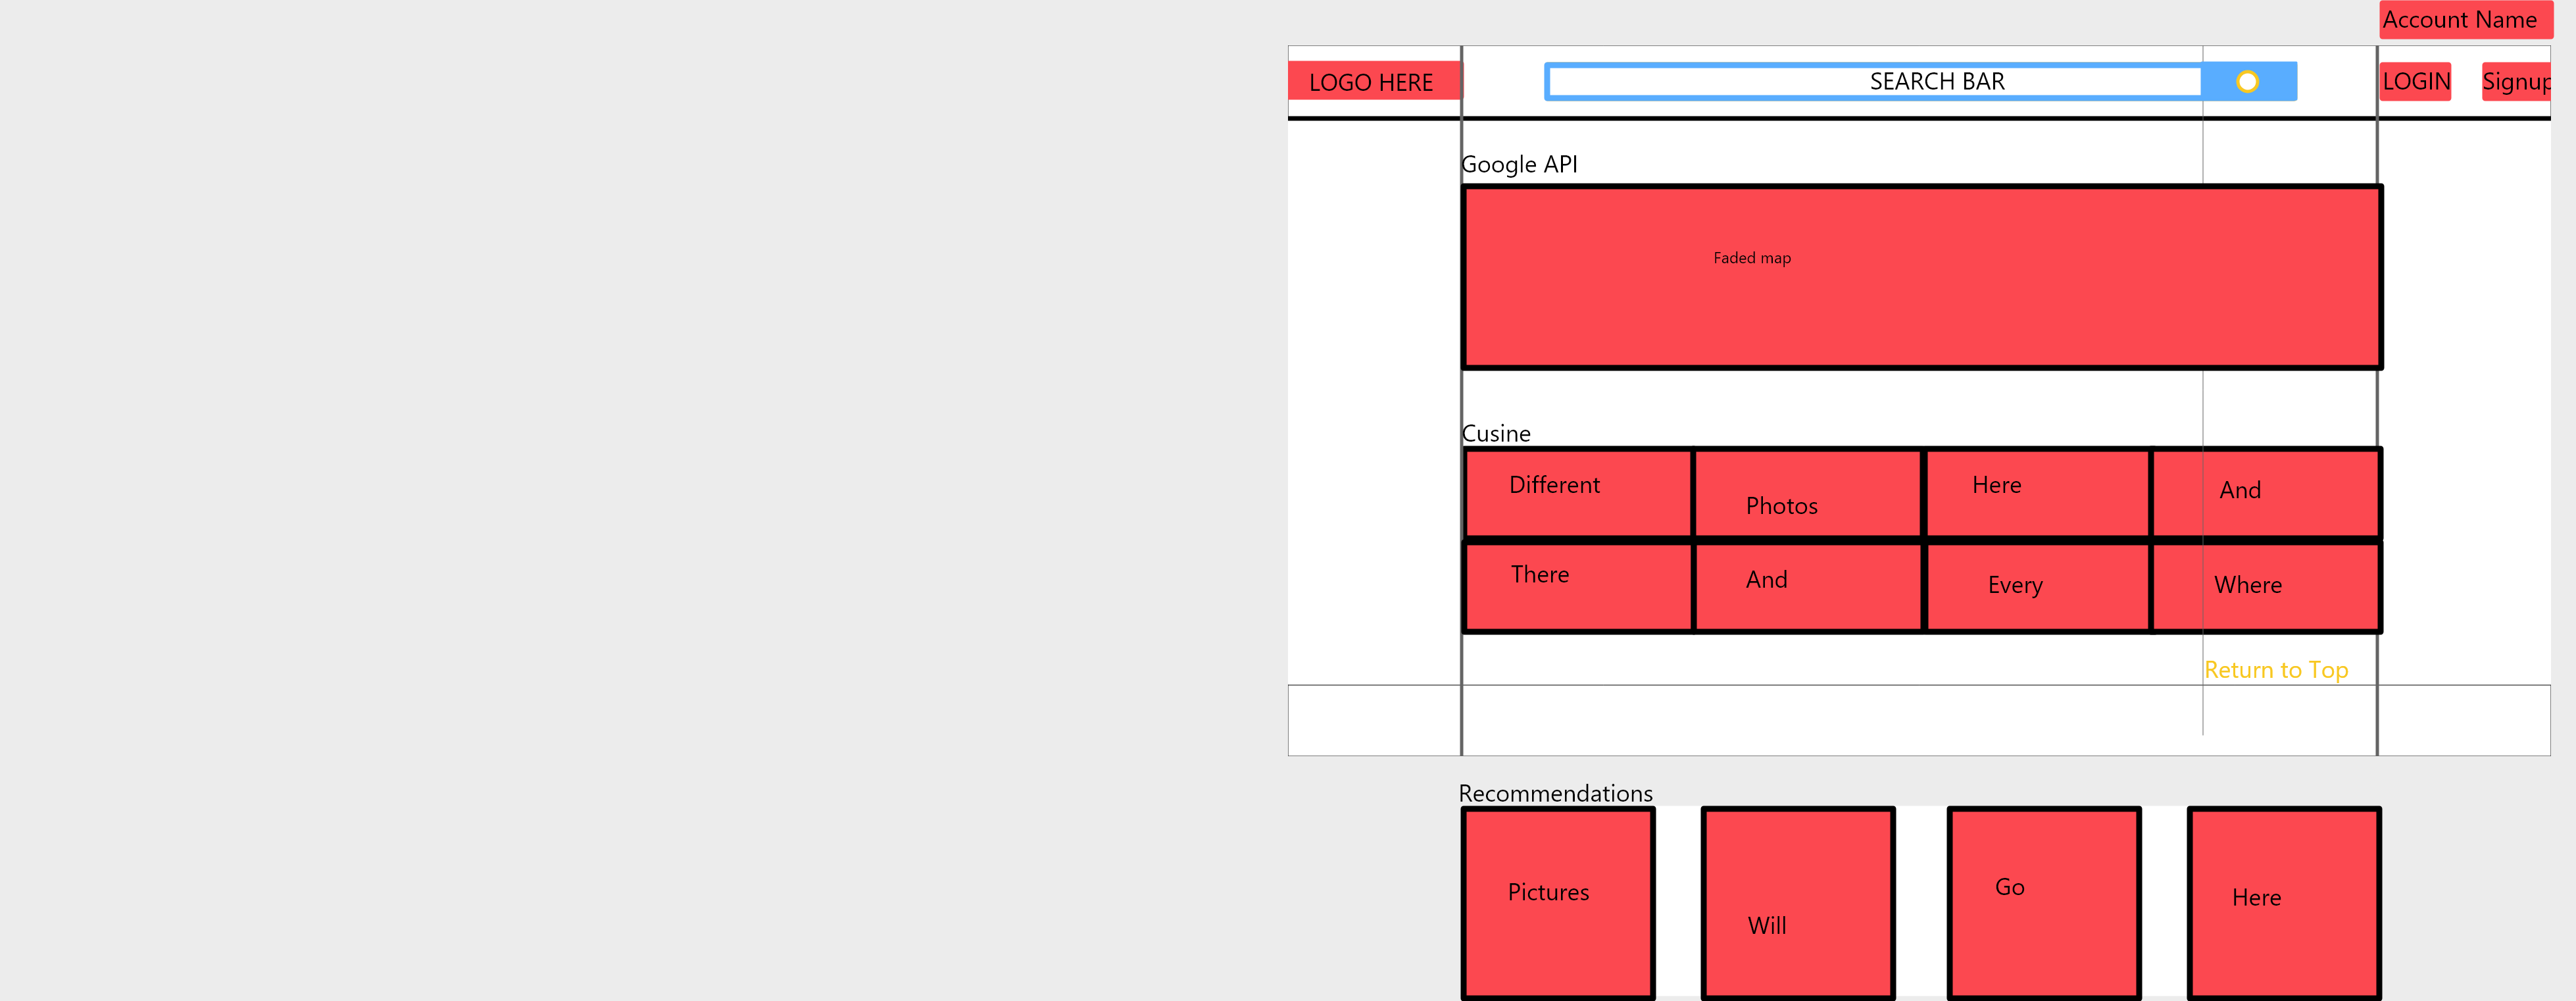 Account Name
LOGO HERE
SEARCH BAR
LOGIN
Signup
Google API
Faded map
Cusine
Different
Photos
Here
And
There
And
Every
Where
Return to Top
Recommendations
Pictures
Will
Go
Here